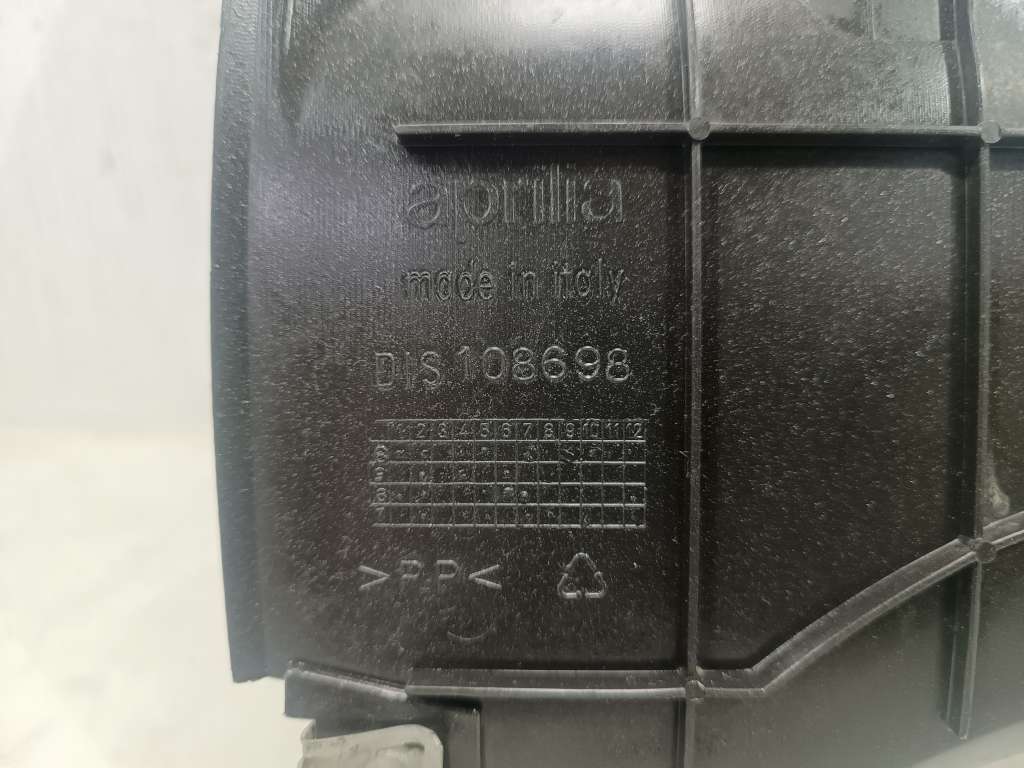 aprilia
made in italy
DIS 108698
1 2 3 4 5 6 7 8 9 10 11 12
>PP<